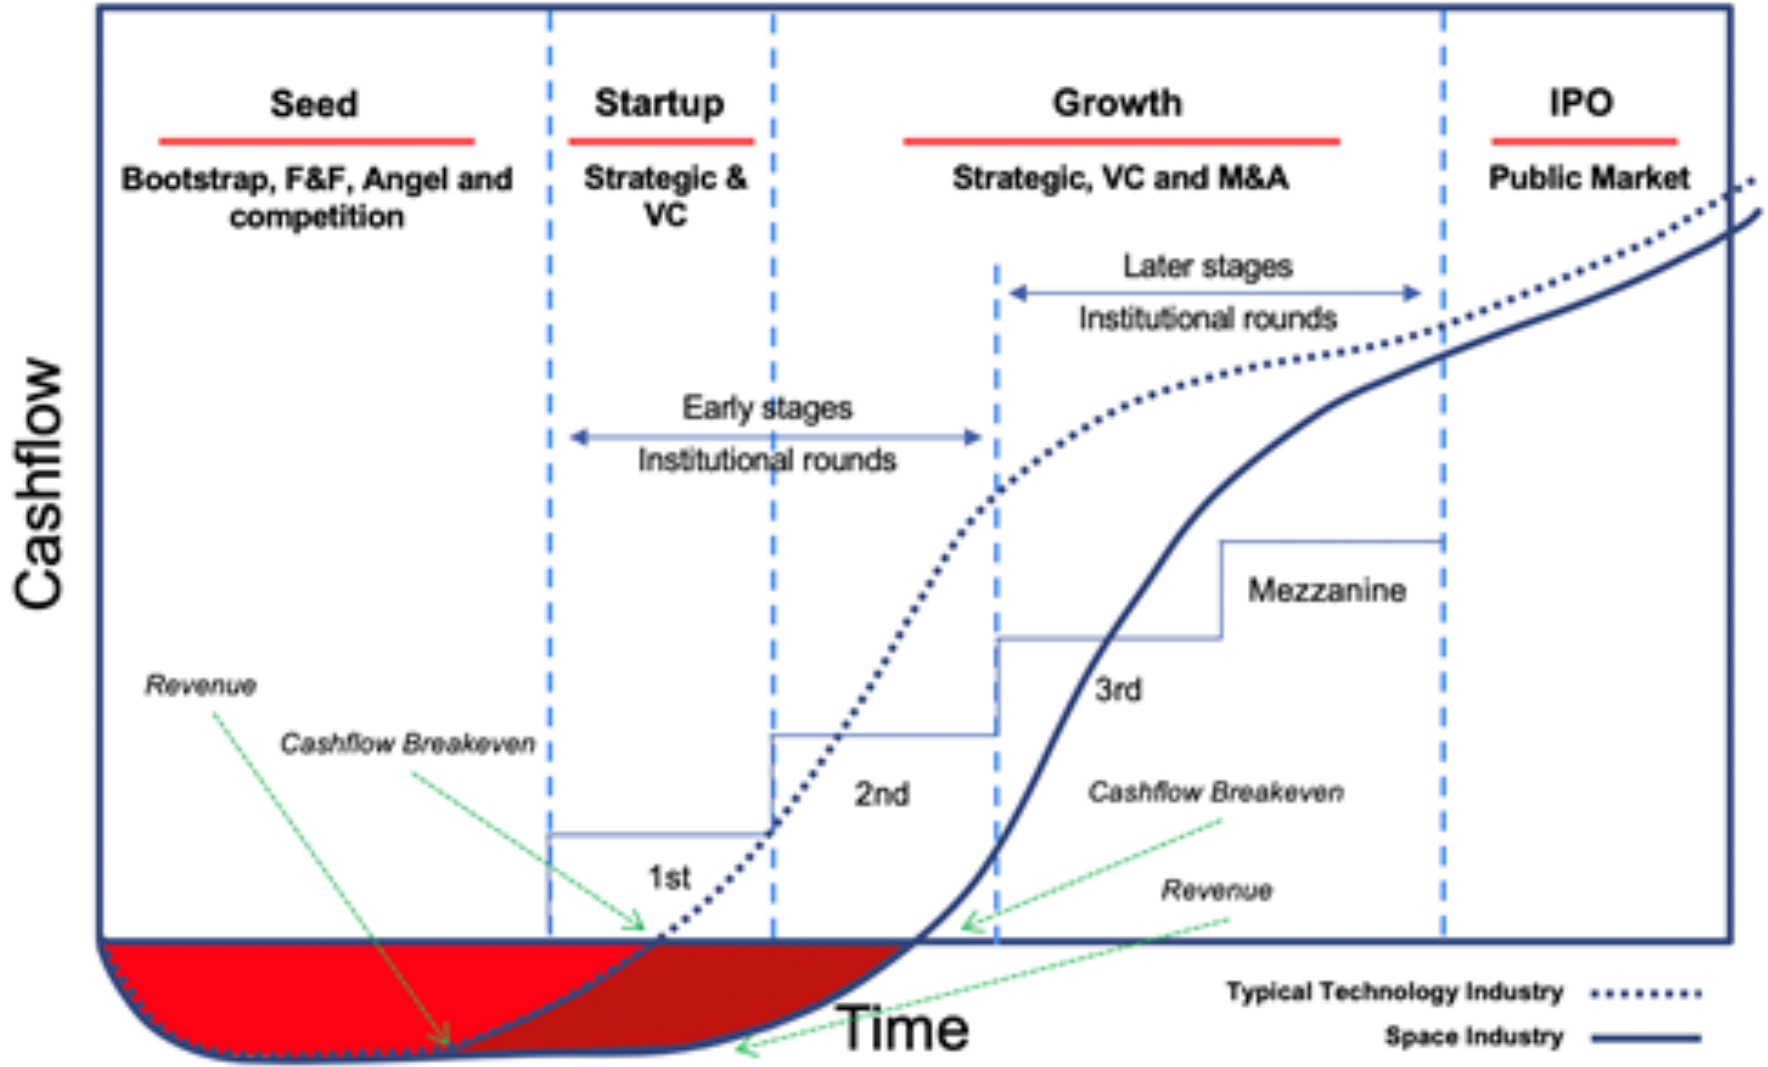 Seed
Bootstrap, F&F, Angel and
competition
Startup
Strategic &
VC
Growth
Strategic, VC and M&A
IPO
Public Market
Later stages
Institutional rounds
Early stages
Institutional rounds
Cashflow
Mezzanine
Revenue
3rd
Cashflow Breakeven
2nd
Cashflow Breakeven
1st
Revenue
Time
Typical Technology Industry
Space Industry